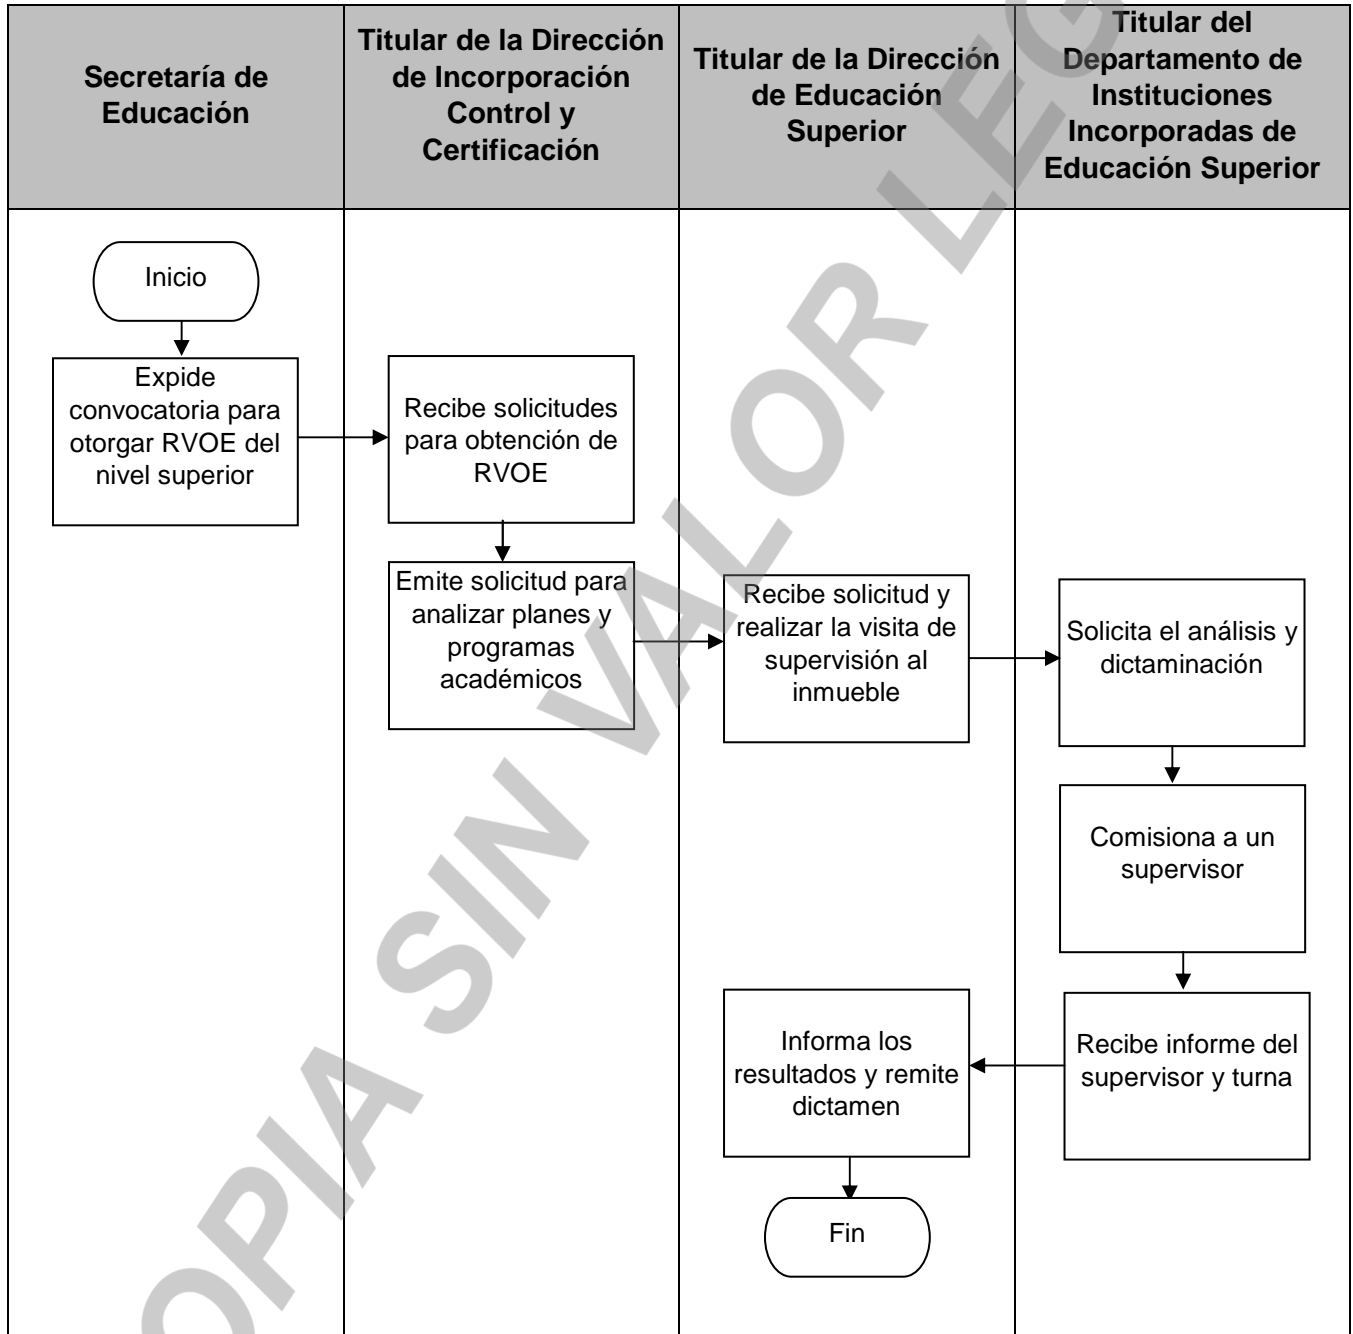 Secretaría de
Educación
Titular de la Dirección
de Incorporación
Control y
Certificación
Titular de la Dirección
de Educación
Superior
Titular del
Departamento de
Instituciones
Incorporadas de
Educación Superior
Inicio
Expide
convocatoria para
otorgar RVOE del
nivel superior
Recibe solicitudes
para obtención de
RVOE
Emite solicitud para
analizar planes y
programas
académicos
Recibe solicitud y
realizar la visita de
supervisión al
inmueble
Solicita el análisis y
dictaminación
Comisiona a un
supervisor
Recibe informe del
supervisor y turna
Informa los
resultados y remite
dictamen
Fin
OPIA SIN VALOR LEG